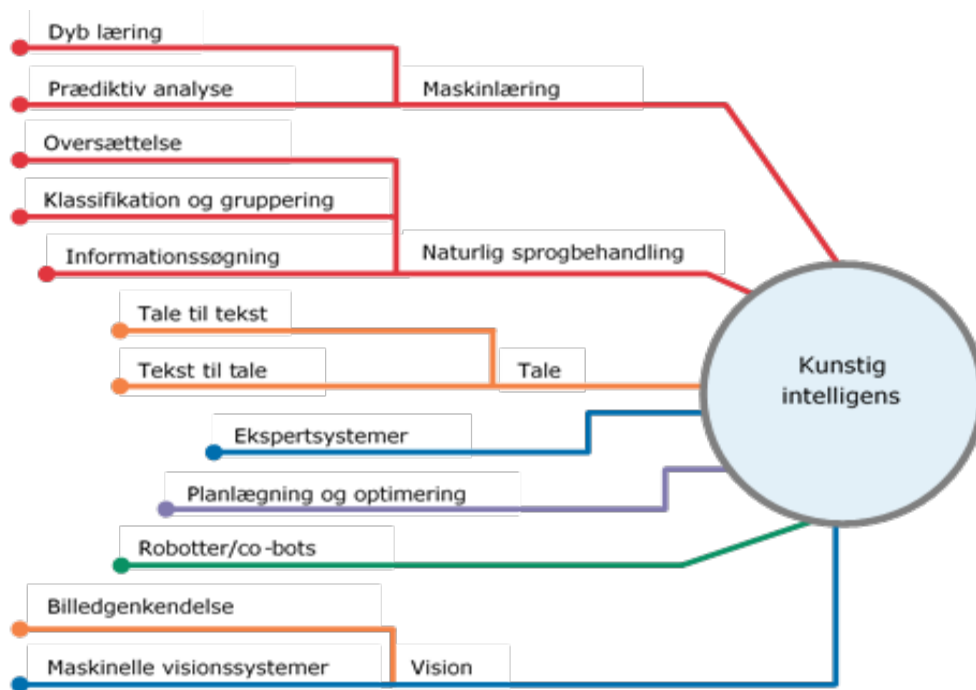 Dyb læring
Prædiktiv analyse
Maskinlæring
Oversættelse
Klassifikation og gruppering
Informationssøgning
Naturlig sprogbehandling
Tale til tekst
Tekst til tale
Tale
Kunstig
intelligens
Ekspertsystemer
Planlægning og optimering
Robotter/co-bots
Billedgenkendelse
Maskinelle visionssystemer
Vision